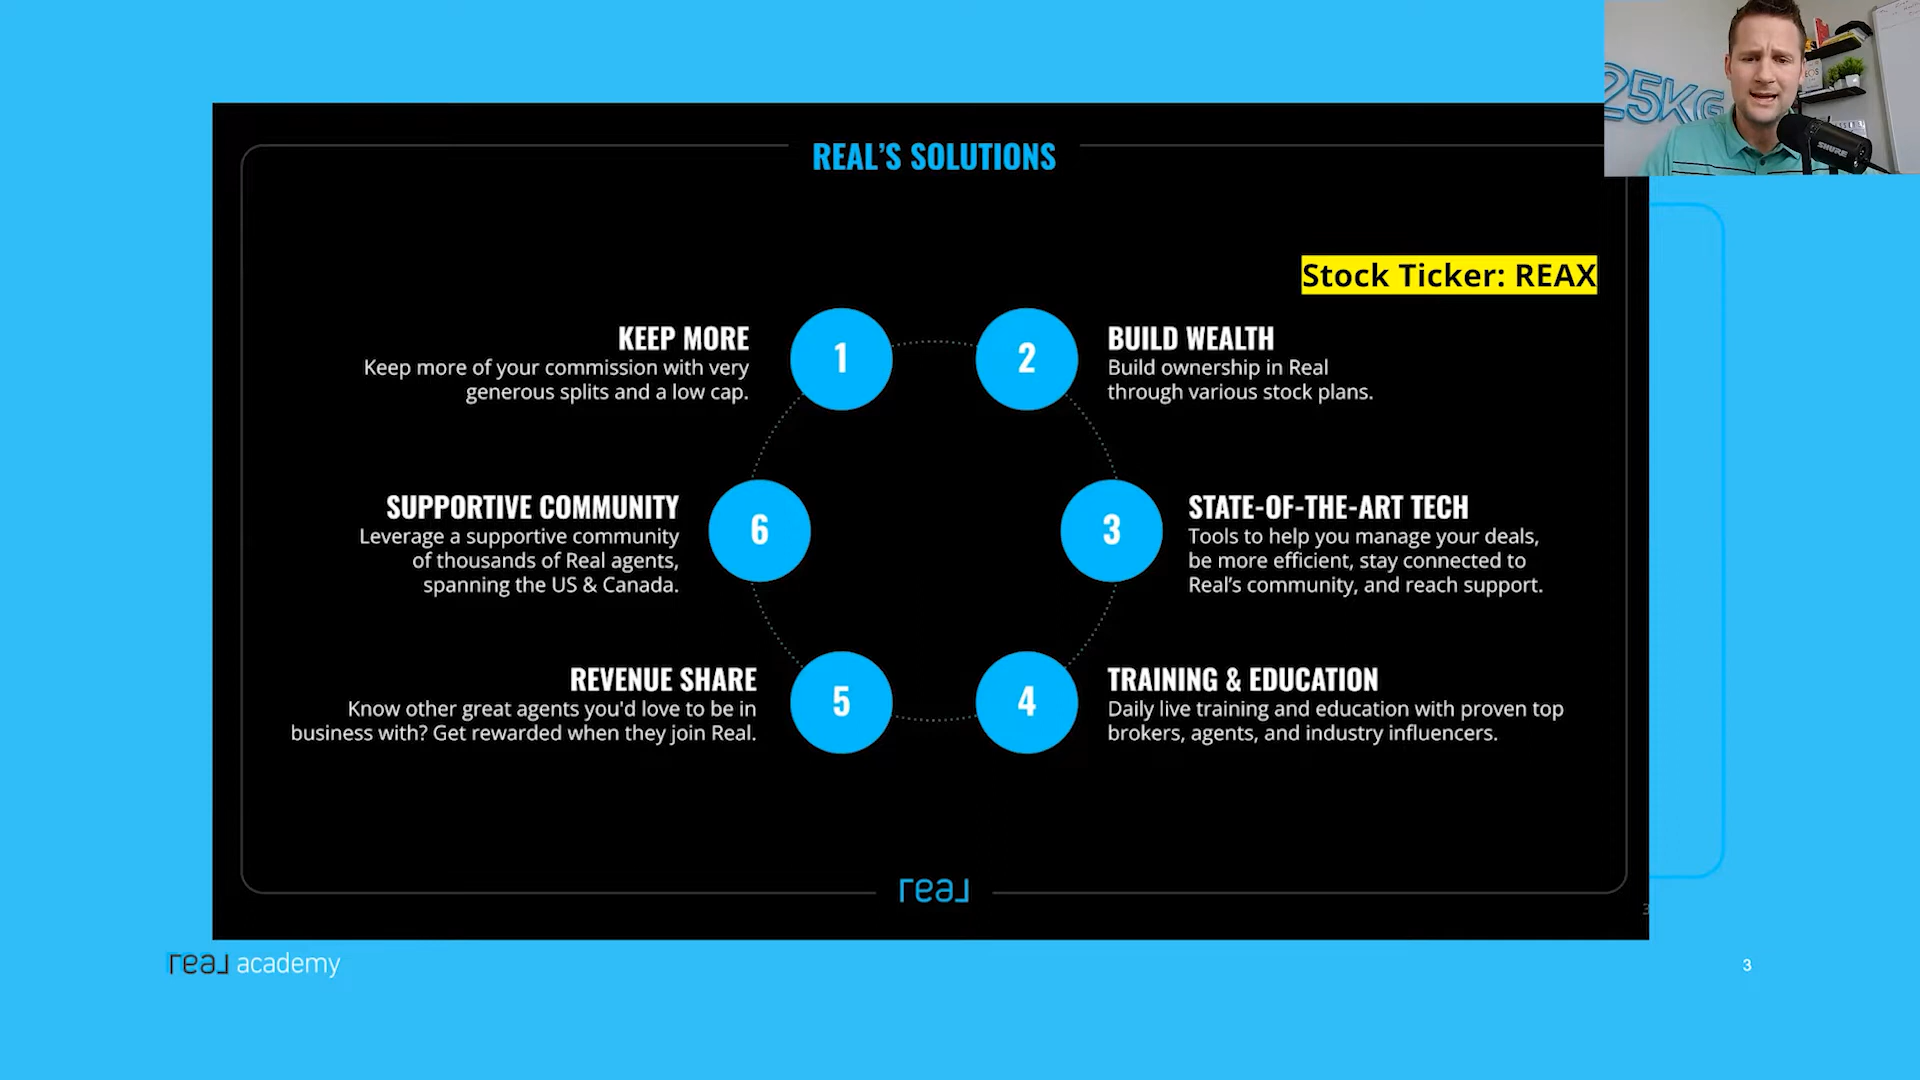 REAL'S SOLUTIONS
25KG
SHURE
Stock Ticker: REAX
1
KEEP MORE
Keep more of your commission with very
generous splits and a low cap.
2
BUILD WEALTH
Build ownership in Real
through various stock plans.
3
STATE-OF-THE-ART TECH
Tools to help you manage your deals,
be more efficient, stay connected to
Real's community, and reach support.
4
TRAINING & EDUCATION
Daily live training and education with proven top
brokers, agents, and industry influencers.
5
REVENUE SHARE
Know other great agents you'd love to be in
business with? Get rewarded when they join Real.
6
SUPPORTIVE COMMUNITY
Leverage a supportive community
of thousands of Real agents,
spanning the US & Canada.
real
3
real academy
3